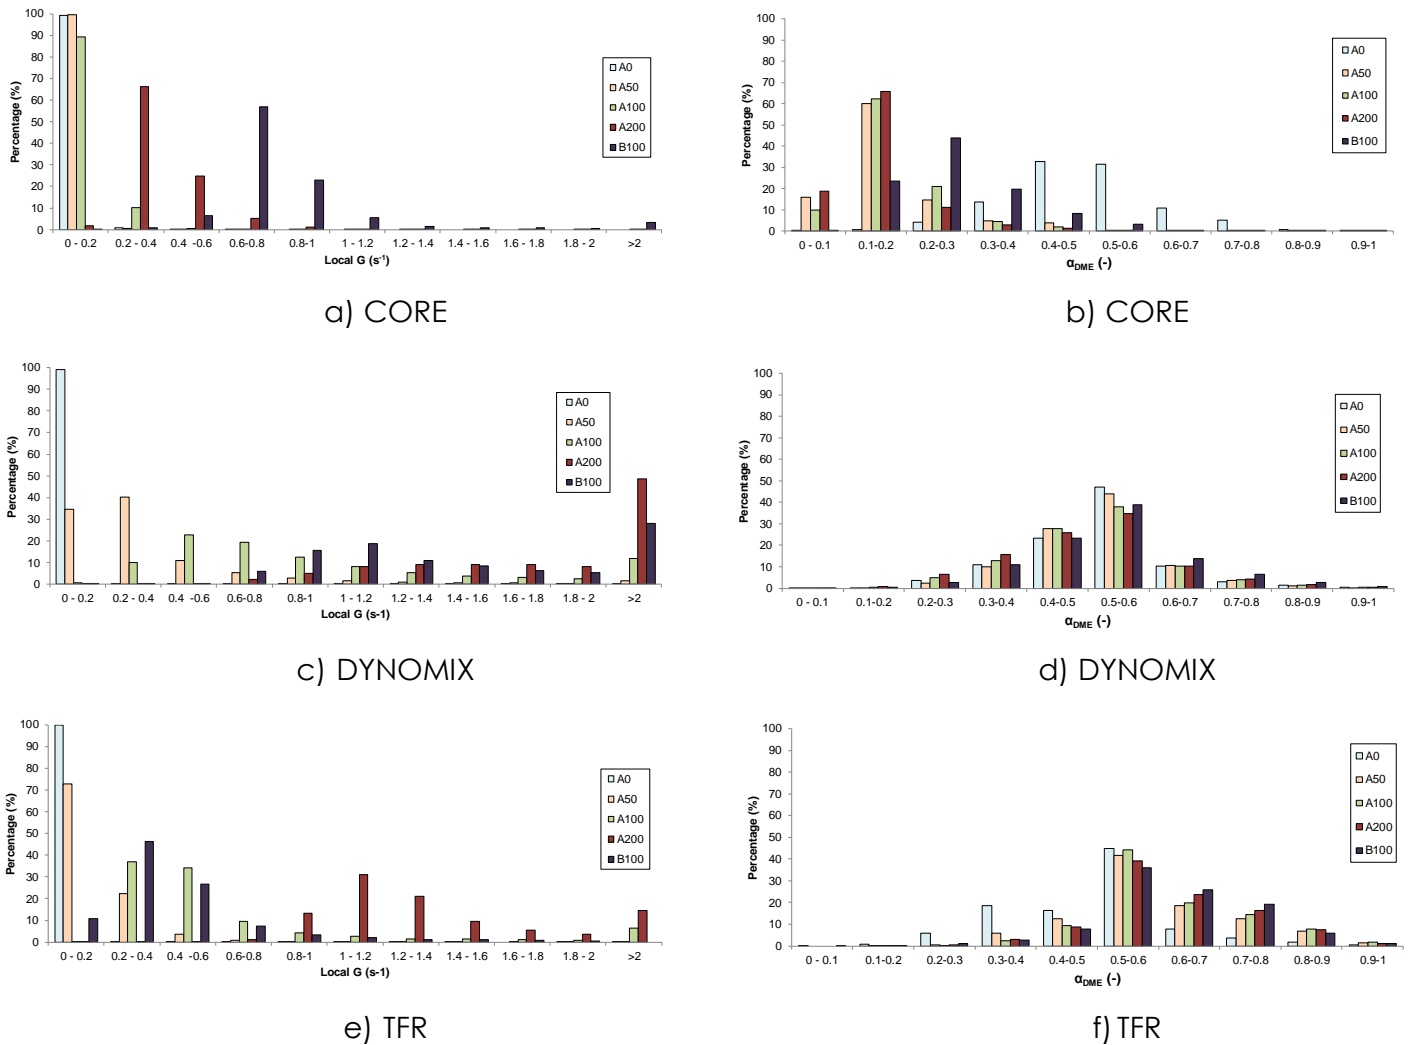 100
90
80
70
60
50
40
30
20
10
0
Percentage (%)
0 - 0.2 0.2 - 0.4 0.4 -0.6 0.6-0.8 0.8-1 1 - 1.2 1.2 - 1.4 1.4 - 1.6 1.6 - 1.8 1.8 - 2 >2
Local G (s⁻¹)
A0
A50
A100
A200
B100
a) CORE
100
90
80
70
60
50
40
30
20
10
0
Percentage (%)
0 - 0.1 0.1-0.2 0.2-0.3 0.3-0.4 0.4-0.5 0.5-0.6 0.6-0.7 0.7-0.8 0.8-0.9 0.9-1
α_DME (-)
A0
A50
A100
A200
B100
b) CORE
100
90
80
70
60
50
40
30
20
10
0
Percentage (%)
0 - 0.2 0.2 - 0.4 0.4 -0.6 0.6-0.8 0.8-1 1 - 1.2 1.2 - 1.4 1.4 - 1.6 1.6 - 1.8 1.8 - 2 >2
Local G (s-1)
A0
A50
A100
A200
B100
c) DYNOMIX
100
90
80
70
60
50
40
30
20
10
0
Percentage (%)
0 - 0.1 0.1-0.2 0.2-0.3 0.3-0.4 0.4-0.5 0.5-0.6 0.6-0.7 0.7-0.8 0.8-0.9 0.9-1
α_DME (-)
A0
A50
A100
A200
B100
d) DYNOMIX
100
90
80
70
60
50
40
30
20
10
0
Percentage (%)
0 - 0.2 0.2 - 0.4 0.4 -0.6 0.6-0.8 0.8-1 1 - 1.2 1.2 - 1.4 1.4 - 1.6 1.6 - 1.8 1.8 - 2 >2
Local G (s-1)
A0
A50
A100
A200
B100
e) TFR
100
90
80
70
60
50
40
30
20
10
0
Percentage (%)
0 - 0.1 0.1-0.2 0.2-0.3 0.3-0.4 0.4-0.5 0.5-0.6 0.6-0.7 0.7-0.8 0.8-0.9 0.9-1
α_DME (-)
A0
A50
A100
A200
B100
f) TFR